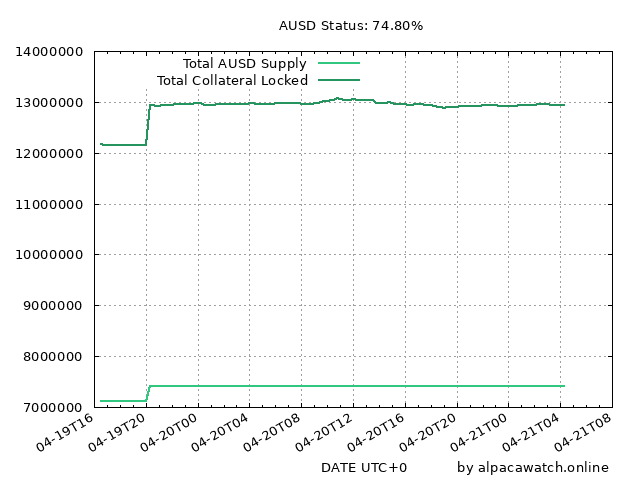 AUSD Status: 74.80%
14000000
Total AUSD Supply
Total Collateral Locked
13000000
12000000
11000000
10000000
9000000
8000000
7000000
04-19T16 04-19T20 04-20T00 04-20T04 04-20T08 04-20T12 04-20T16 04-20T20 04-21T00 04-21T04 04-21T08
DATE UTC+0 by alpacawatch.online